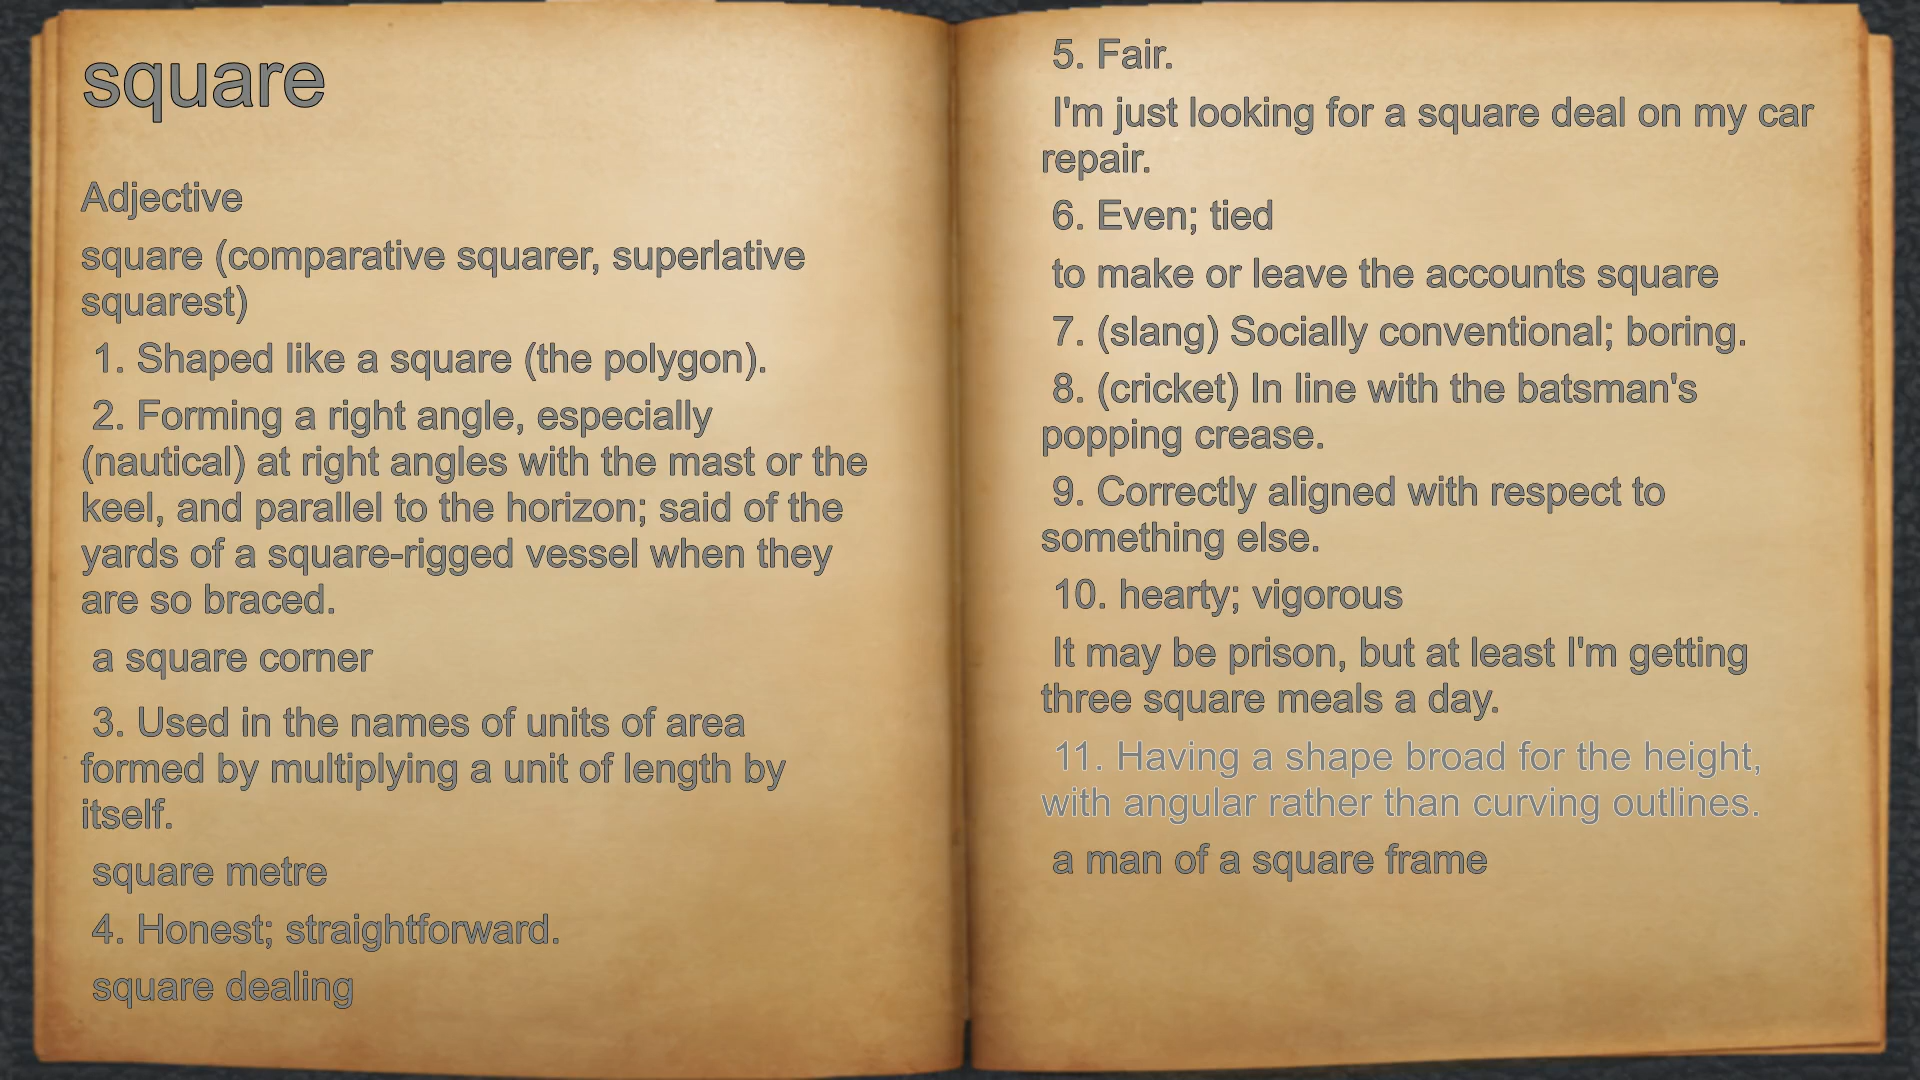 square
Adjective
square (comparative squarer, superlative
squarest)
1. Shaped like a square (the polygon).
2. Forming a right angle, especially
(nautical) at right angles with the mast or the
keel, and parallel to the horizon; said of the
yards of a square-rigged vessel when they
are so braced.
a square corner
3. Used in the names of units of area
formed by multiplying a unit of length by
itself.
square metre
4. Honest; straightforward.
square dealing
5. Fair.
I'm just looking for a square deal on my car
repair.
6. Even; tied
to make or leave the accounts square
7. (slang) Socially conventional; boring.
8. (cricket) In line with the batsman's
popping crease.
9. Correctly aligned with respect to
something else.
10. hearty; vigorous
It may be prison, but at least I'm getting
three square meals a day.
11. Having a shape broad for the height,
with angular rather than curving outlines.
a man of a square frame